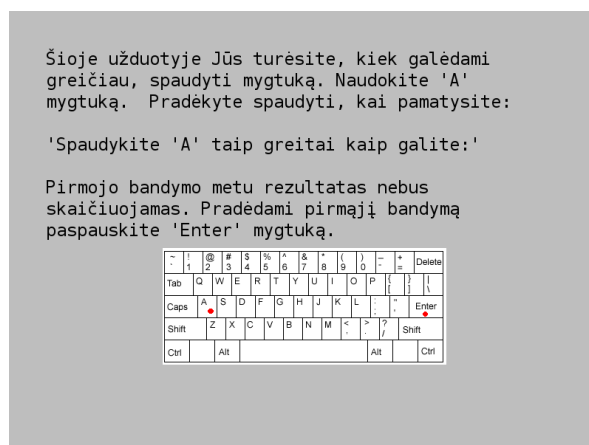 Šioje užduotyje Jūs turėsite, kiek galėdami
greičiau, spaudyti mygtuką. Naudokite 'A'
mygtuką.  Pradėkyte spaudyti, kai pamatysite:
'Spaudykite 'A' taip greitai kaip galite:'
Pirmojo bandymo metu rezultatas nebus
skaičiuojamas. Pradėdami pirmąjį bandymą
paspauskite 'Enter' mygtuką.
~ ! @ # $ % ^ & * ( ) – +
` 1 2 3 4 5 6 7 8 9 0 - = Delete
Tab Q W E R T Y U I O P { } |
[ ] \
Caps A S D F G H J K L : " Enter
; '
Shift Z X C V B N M < > ? Shift
, . /
Ctrl Alt Alt Ctrl